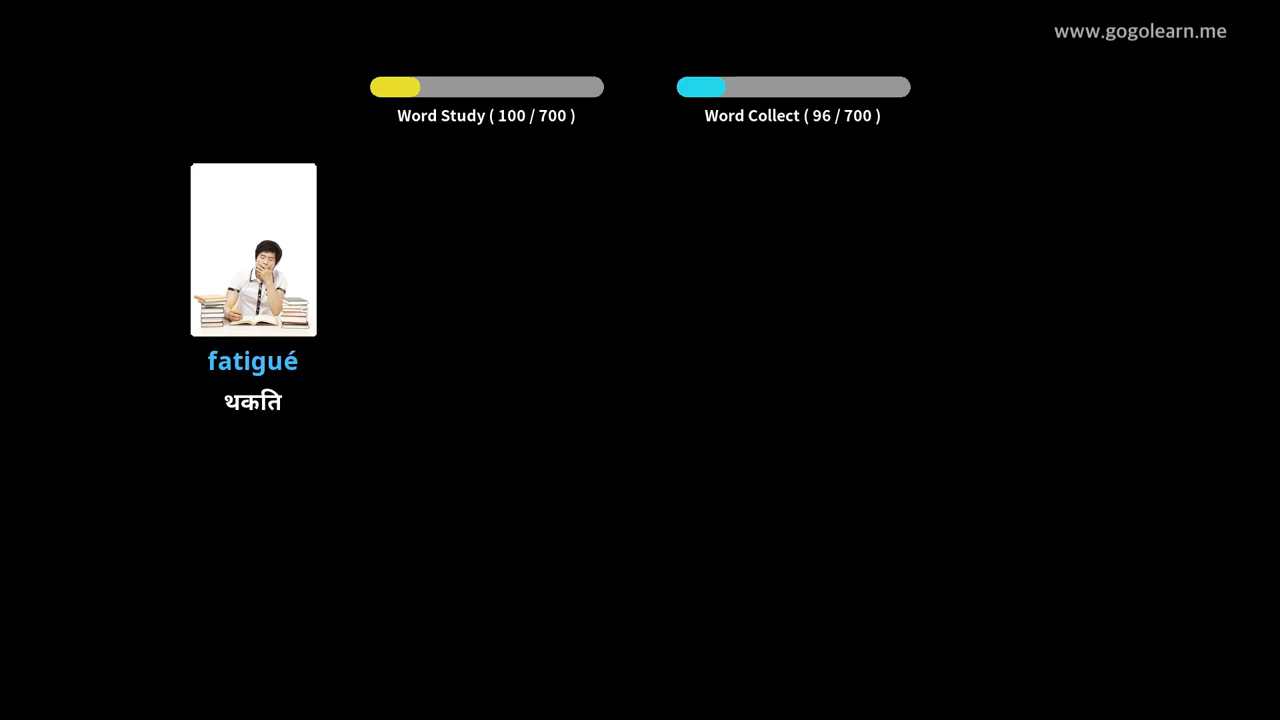 www.gogolearn.me
Word Study ( 100 / 700 )
Word Collect ( 96 / 700 )
fatigué
थकति